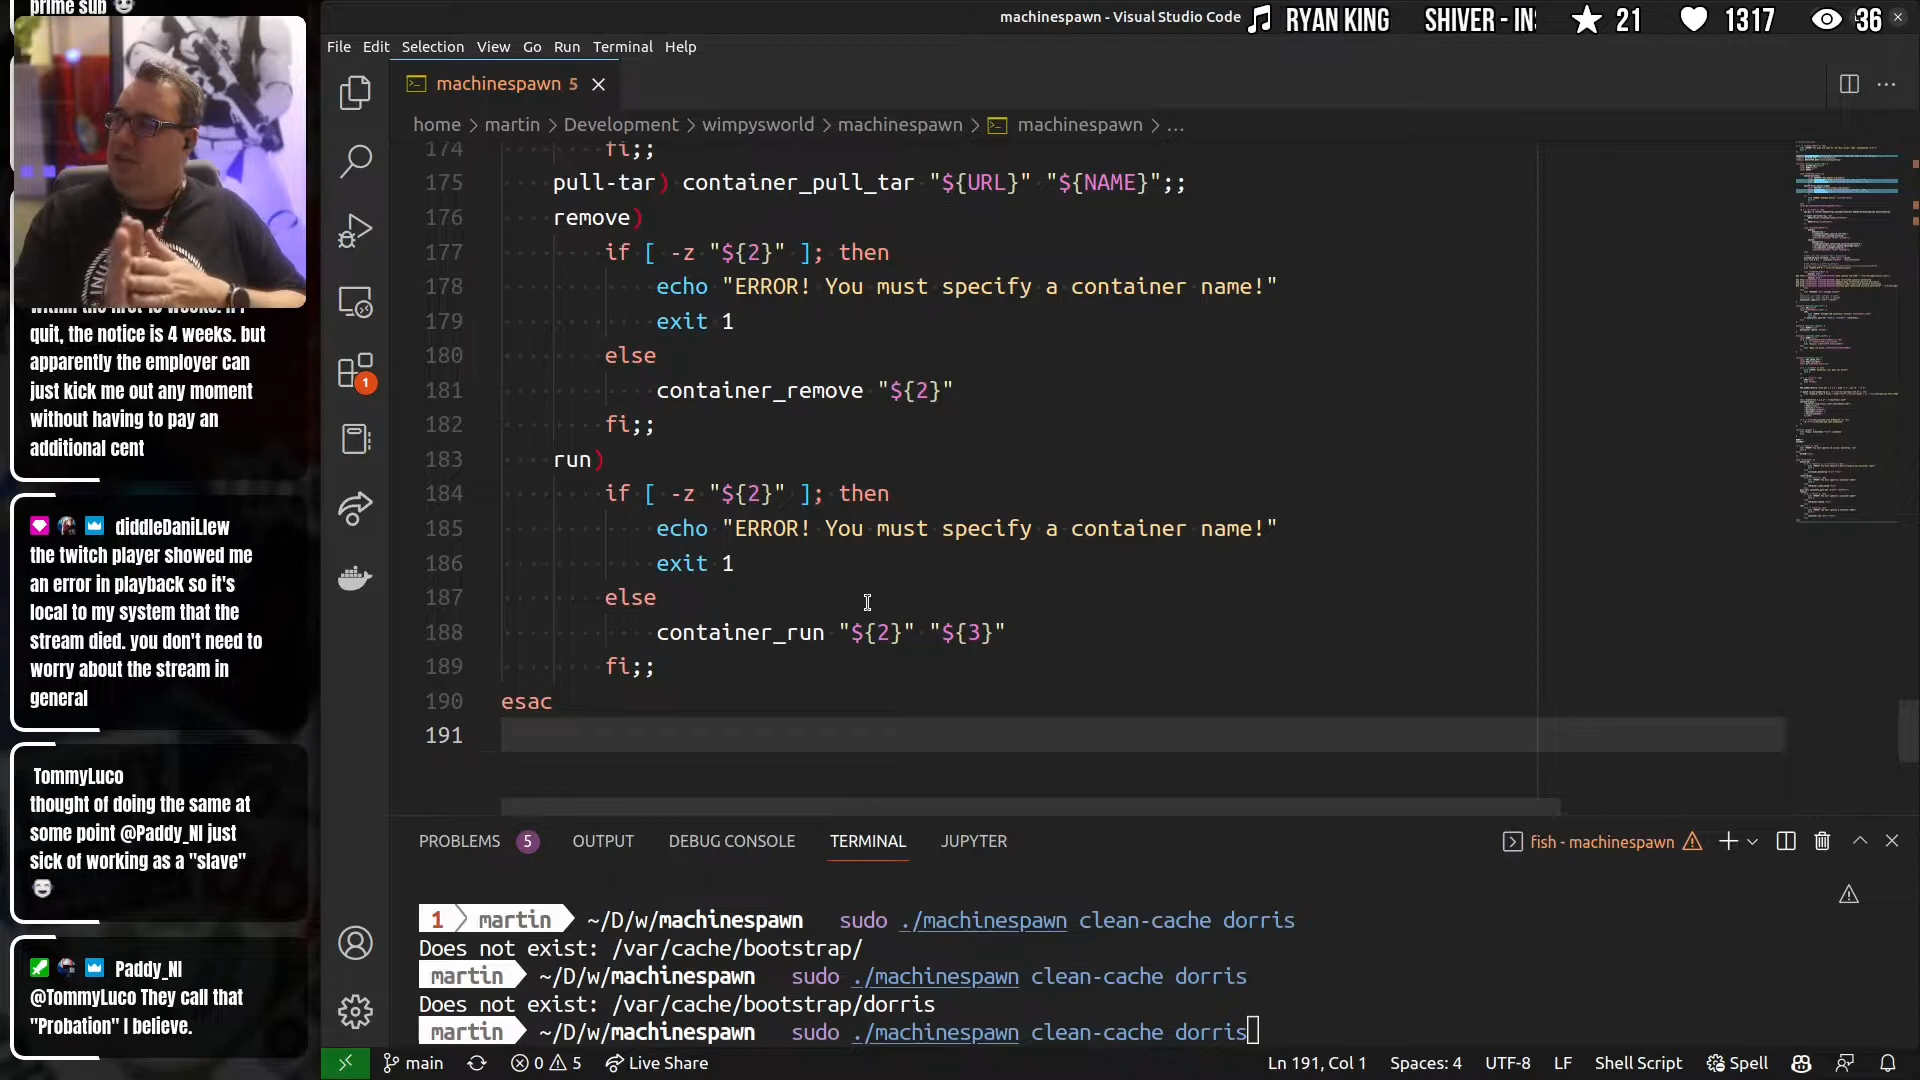 prime sub
machinespawn - Visual Studio Code
RYAN KING
SHIVER - IN
21
1317
36
File Edit Selection View Go Run Terminal Help
machinespawn 5
home > martin > Development > wimpysworld > machinespawn > machinespawn > ...
174 fi;;
175 pull-tar) container_pull_tar "${URL}" "${NAME}";;
176 remove)
177 if [ -z "${2}" ]; then
178 echo "ERROR! You must specify a container name!"
179 exit 1
180 else
181 container_remove "${2}"
182 fi;;
183 run)
184 if [ -z "${2}" ]; then
185 echo "ERROR! You must specify a container name!"
186 exit 1
187 else
188 container_run "${2}" "${3}"
189 fi;;
190 esac
191
1
quit, the notice is 4 weeks. but
apparently the employer can
just kick me out any moment
without having to pay an
additional cent
diddleDaniLlew
the twitch player showed me
an error in playback so it's
local to my system that the
stream died. you don't need to
worry about the stream in
general
TommyLuco
thought of doing the same at
some point @Paddy_NI just
sick of working as a "slave"
Paddy_NI
@TommyLuco They call that
"Probation" I believe.
PROBLEMS 5 OUTPUT DEBUG CONSOLE TERMINAL JUPYTER
fish - machinespawn
1 martin ~/D/w/machinespawn sudo ./machinespawn clean-cache dorris
Does not exist: /var/cache/bootstrap/
martin ~/D/w/machinespawn sudo ./machinespawn clean-cache dorris
Does not exist: /var/cache/bootstrap/dorris
martin ~/D/w/machinespawn sudo ./machinespawn clean-cache dorris
main 0 5 Live Share
Ln 191, Col 1 Spaces: 4 UTF-8 LF Shell Script Spell